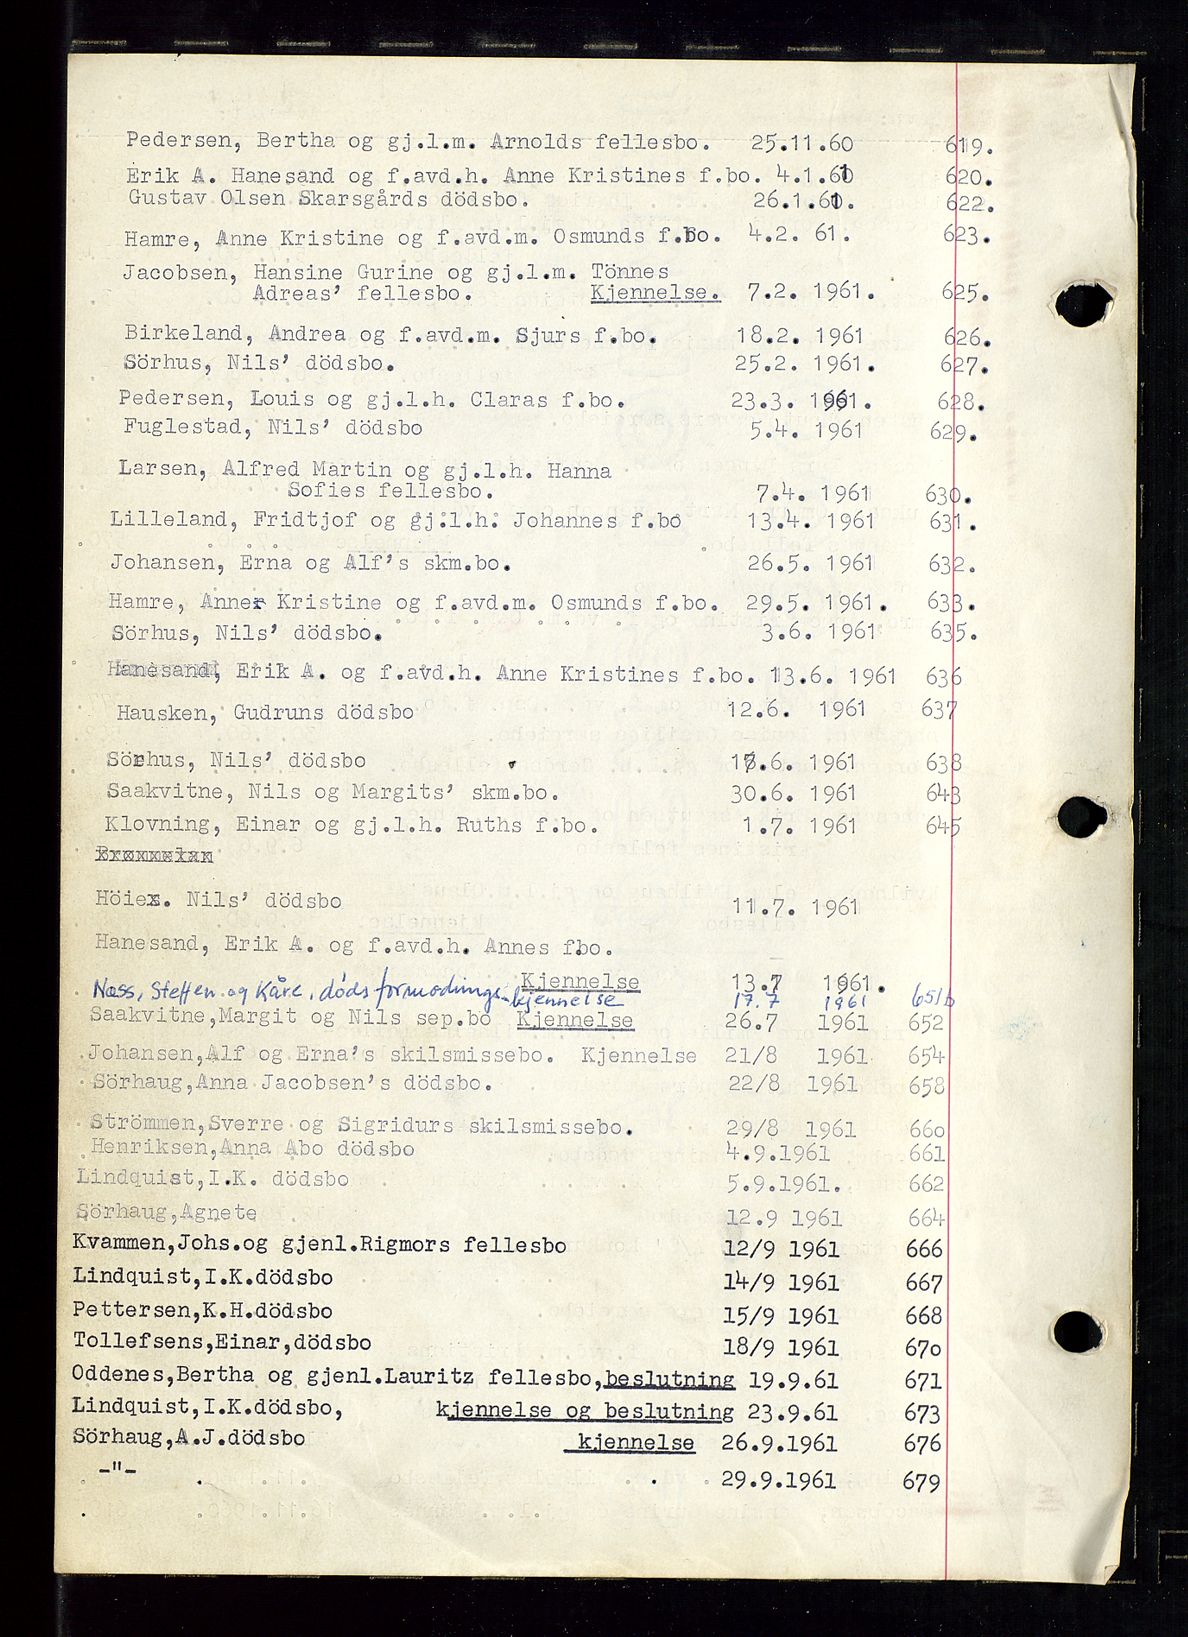 Pedersen, Bertha og gj.l.m. Arnolds fellesbo. 25.11.60 619.
Erik A. Hanesand og f.avd.h. Anne Kristines f.bo. 4.1.61 620.
Gustav Olsen Skarsgårds dödsbo. 26.1.61. 622.
Hamre, Anne Kristine og f.avd.m. Osmunds f.bo. 4.2. 61. 623.
Jacobsen, Hansine Gurine og gj.l.m. Tönnes
Adreas' fellesbo. Kjennelse. 7.2. 1961. 625.
Birkeland, Andrea og f.avd.m. Sjurs f.bo. 18.2. 1961 626.
Sörhus, Nils' dödsbo. 25.2. 1961. 627.
Pedersen, Louis og gj.l.h. Claras f.bo. 23.3. 1961. 628.
Fuglestad, Nils' dödsbo 5.4. 1961 629.
Larsen, Alfred Martin og gj.l.h. Hanna
Sofies fellesbo. 7.4. 1961 630.
Lilleland, Fridtjof og gj.l.h. Johannes f.bo 13.4. 1961 631.
Johansen, Erna og Alf's skm.bo. 26.5. 1961 632.
Hamre, Anne Kristine og f.avd.m. Osmunds f.bo. 29.5. 1961. 633.
Sörhus, Nils' dödsbo. 3.6. 1961 635.
Hanesand, Erik A. og f.avd.h. Anne Kristines f.bo. 13.6. 1961 636
Hausken, Gudruns dödsbo 12.6. 1961 637
Sörhus, Nils' dödsbo .6. 1961 638
Saakvitne, Nils og Margits' skm.bo. 30.6. 1961 643
Klovning, Einar og gj.l.h. Ruths f.bo. 1.7. 1961 645
Höie. Nils' dödsbo 11.7. 1961
Hanesand, Erik A. og f.avd.h. Annes fbo.
Kjennelse 13.7 1961.
Næss, Steffen og Kåre, döds formodnings-kjennelse 17.7 1961 651b
Saakvitne,Margit og Nils sep.bo Kjennelse 26.7 1961 652
Johansen,Alf og Erna's skilsmissebo. Kjennelse 21/8 1961 654
Sörhaug,Anna Jacobsen's dödsbo. 22/8 1961 658
Strömmen,Sverre og Sigridurs skilsmissebo. 29/8 1961 660
Henriksen,Anna Abo dödsbo 4.9.1961 661
Lindquist,I.K. dödsbo 5.9.1961. 662
Sörhaug,Agnete 12.9 1961 664
Kvammen,Johs.og gjenl.Rigmors fellesbo 12/9 1961 666
Lindquist,I.K.dödsbo 14/9 1961 667
Pettersen,K.H.dödsbo 15/9 1961 668
Tollefsens,Einar,dödsbo 18/9 1961 670
Oddenes,Bertha og gjenl.Lauritz fellesbo,beslutning 19.9.61 671
Lindquist,I.K.dödsbo, kjennelse og beslutning 23.9.61 673
Sörhaug,A.J.dödsbo kjennelse 26.9.1961 676
-"- 29.9.1961 679